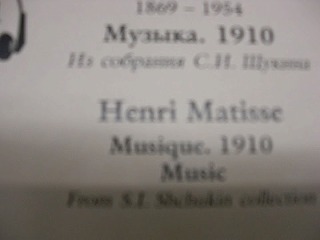 1869 – 1954
Музыка. 1910
Из собрания С.И. Щукина
Henri Matisse
Musique. 1910
Music
From S.I. Shchukin collection